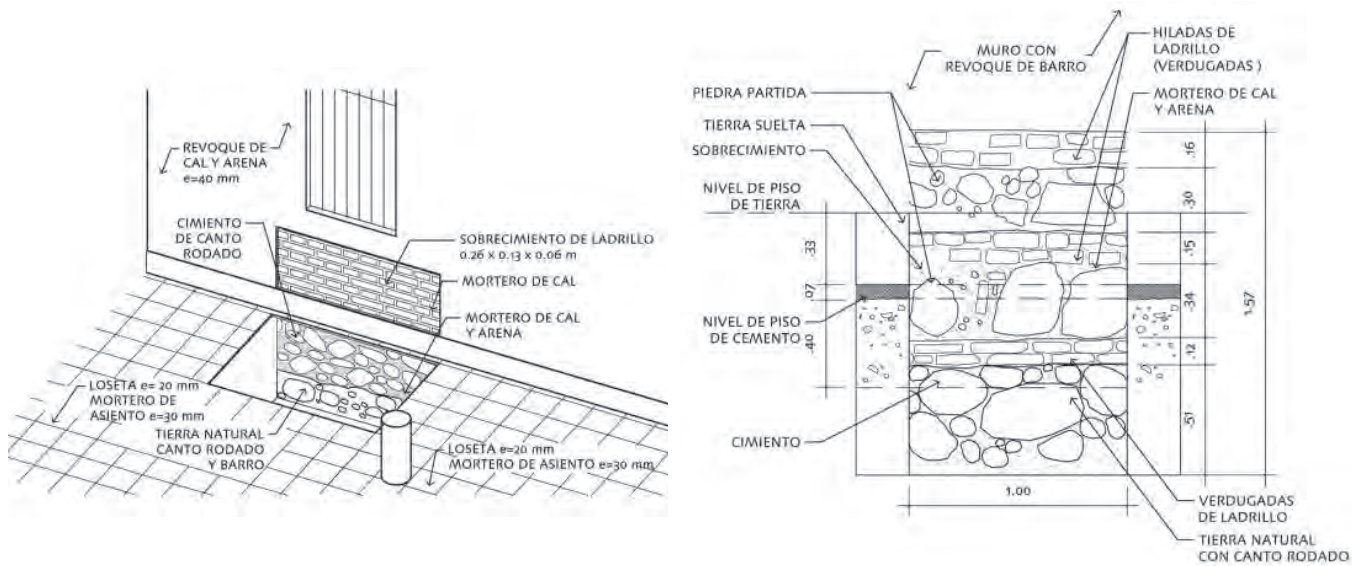 REVOQUE DE
CAL Y ARENA
e=40 mm
CIMIENTO
DE CANTO
RODADO
SOBRECIMIENTO DE LADRILLO
0.26 x 0.13 x 0.06 m
MORTERO DE CAL
MORTERO DE CAL
Y ARENA
LOSETA e= 20 mm
MORTERO DE
ASIENTO e=30 mm
TIERRA NATURAL
CANTO RODADO
Y BARRO
LOSETA e=20 mm
MORTERO DE ASIENTO e=30 mm
MURO CON
REVOQUE DE BARRO
HILADAS DE
LADRILLO
(VERDUGADAS )
PIEDRA PARTIDA
MORTERO DE CAL
Y ARENA
TIERRA SUELTA
SOBRECIMIENTO
NIVEL DE PISO
DE TIERRA
NIVEL DE PISO
DE CEMENTO
CIMIENTO
.33
.07
.40
.16
.30
.15
.34
.12
.51
1.57
1.00
VERDUGADAS
DE LADRILLO
TIERRA NATURAL
CON CANTO RODADO